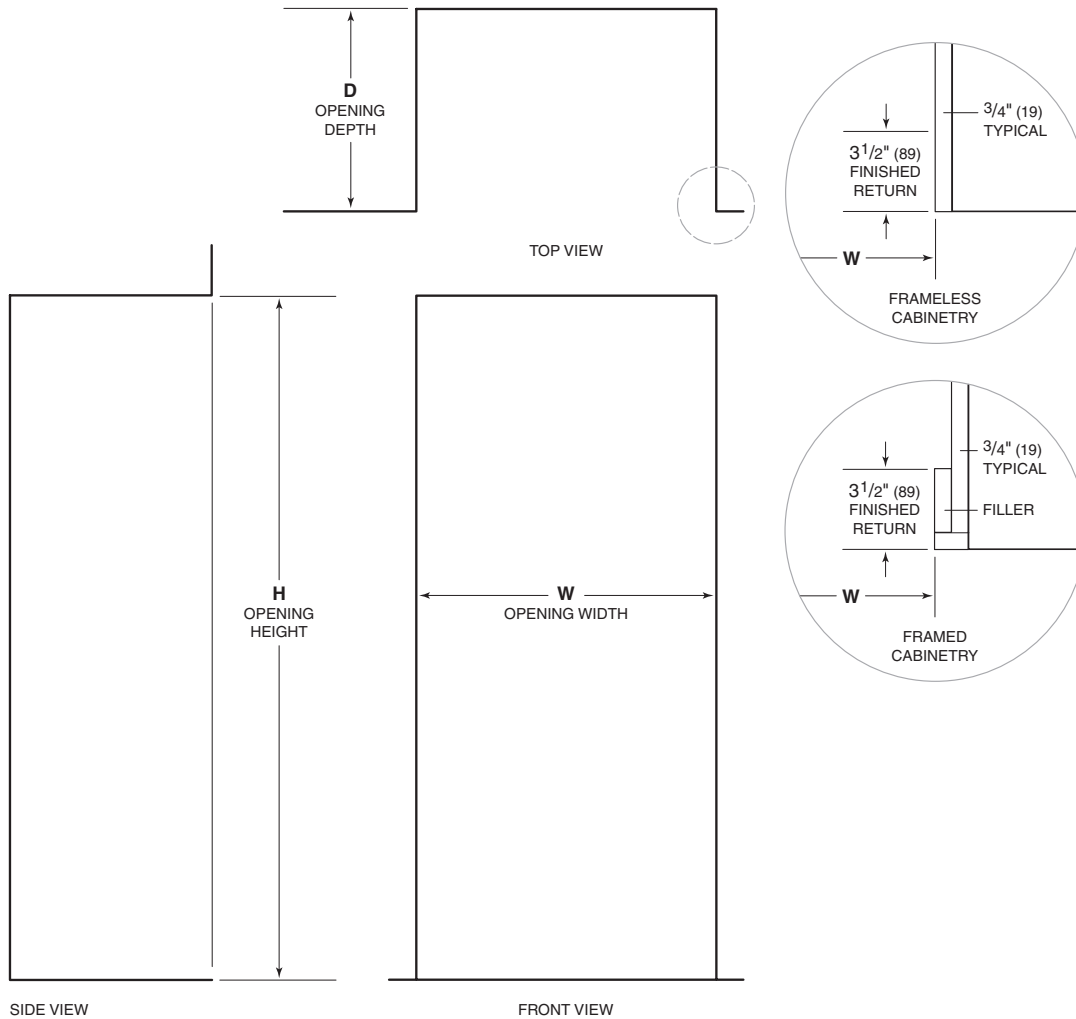 D
OPENING
DEPTH
TOP VIEW
3/4" (19)
TYPICAL
3 1/2" (89)
FINISHED
RETURN
W
FRAMELESS
CABINETRY
3/4" (19)
TYPICAL
3 1/2" (89)
FINISHED
RETURN
FILLER
W
FRAMED
CABINETRY
H
OPENING
HEIGHT
W
OPENING WIDTH
SIDE VIEW
FRONT VIEW